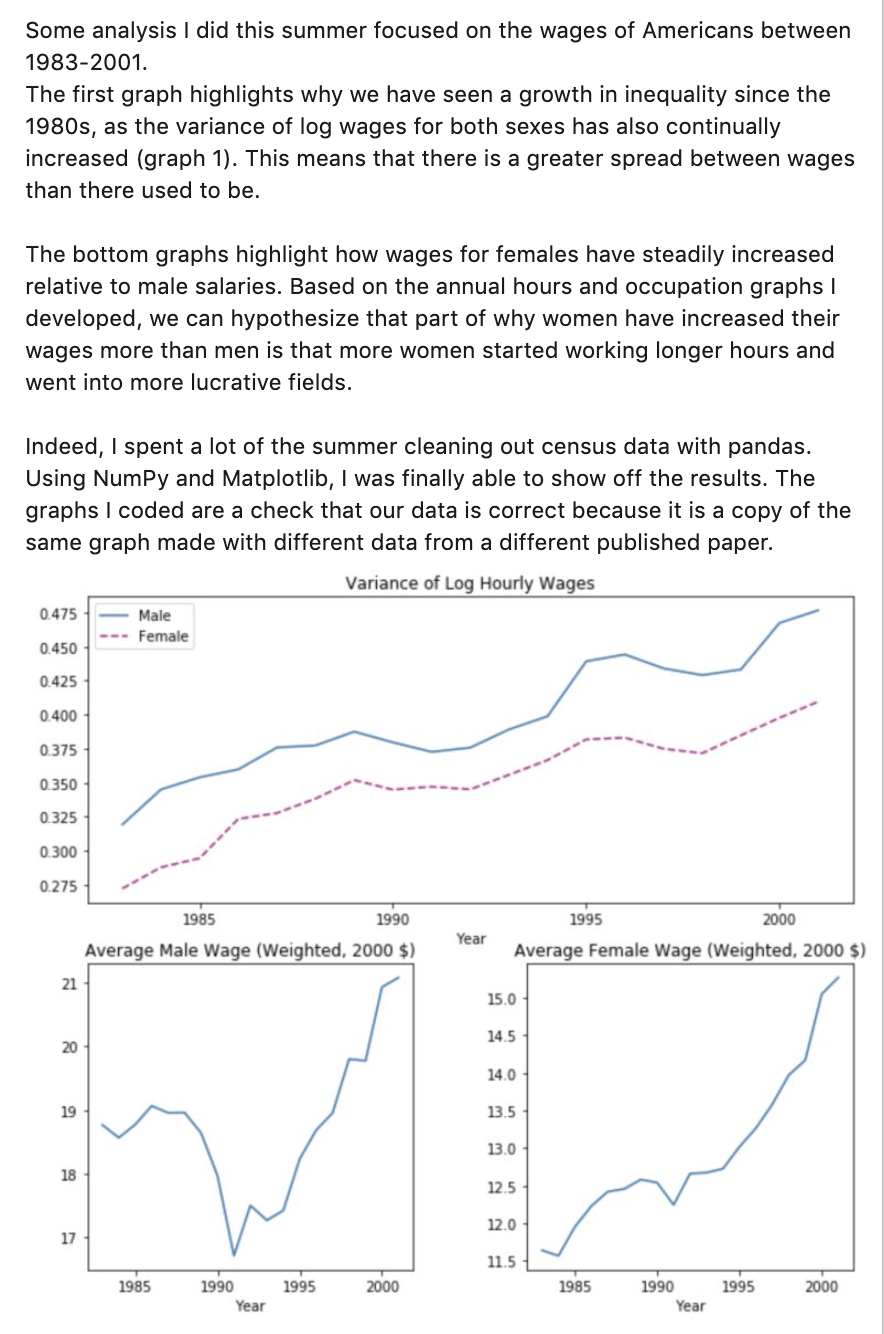 Some analysis I did this summer focused on the wages of Americans between
1983-2001.
The first graph highlights why we have seen a growth in inequality since the
1980s, as the variance of log wages for both sexes has also continually
increased (graph 1). This means that there is a greater spread between wages
than there used to be.
The bottom graphs highlight how wages for females have steadily increased
relative to male salaries. Based on the annual hours and occupation graphs I
developed, we can hypothesize that part of why women have increased their
wages more than men is that more women started working longer hours and
went into more lucrative fields.
Indeed, I spent a lot of the summer cleaning out census data with pandas.
Using NumPy and Matplotlib, I was finally able to show off the results. The
graphs I coded are a check that our data is correct because it is a copy of the
same graph made with different data from a different published paper.
Variance of Log Hourly Wages
Male
Female
0.475
0.450
0.425
0.400
0.375
0.350
0.325
0.300
0.275
1985 1990 1995 2000
Year
Average Male Wage (Weighted, 2000 $)
21
20
19
18
17
1985 1990 1995 2000
Year
Average Female Wage (Weighted, 2000 $)
15.0
14.5
14.0
13.5
13.0
12.5
12.0
11.5
1985 1990 1995 2000
Year